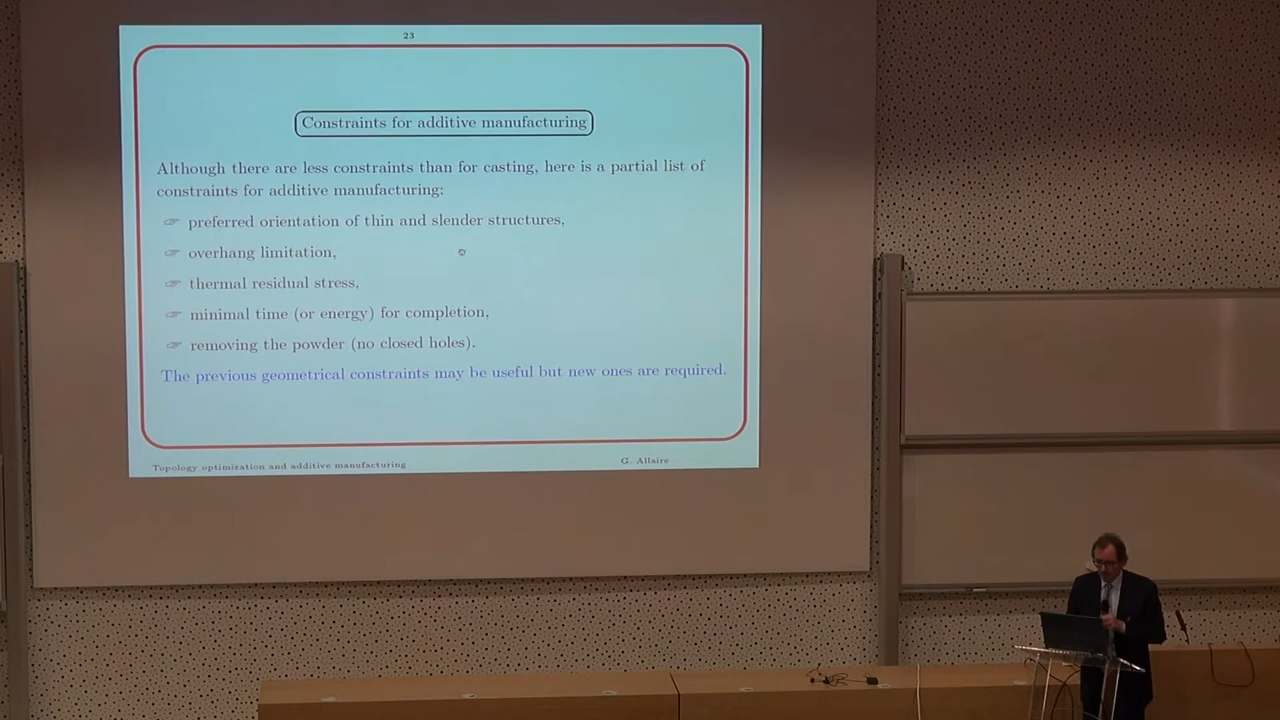 23
Constraints for additive manufacturing
Although there are less constraints than for casting, here is a partial list of
constraints for additive manufacturing:
☞ preferred orientation of thin and slender structures,
☞ overhang limitation,
☞ thermal residual stress,
☞ minimal time (or energy) for completion,
☞ removing the powder (no closed holes).
The previous geometrical constraints may be useful but new ones are required.
Topology optimization and additive manufacturing
G. Allaire